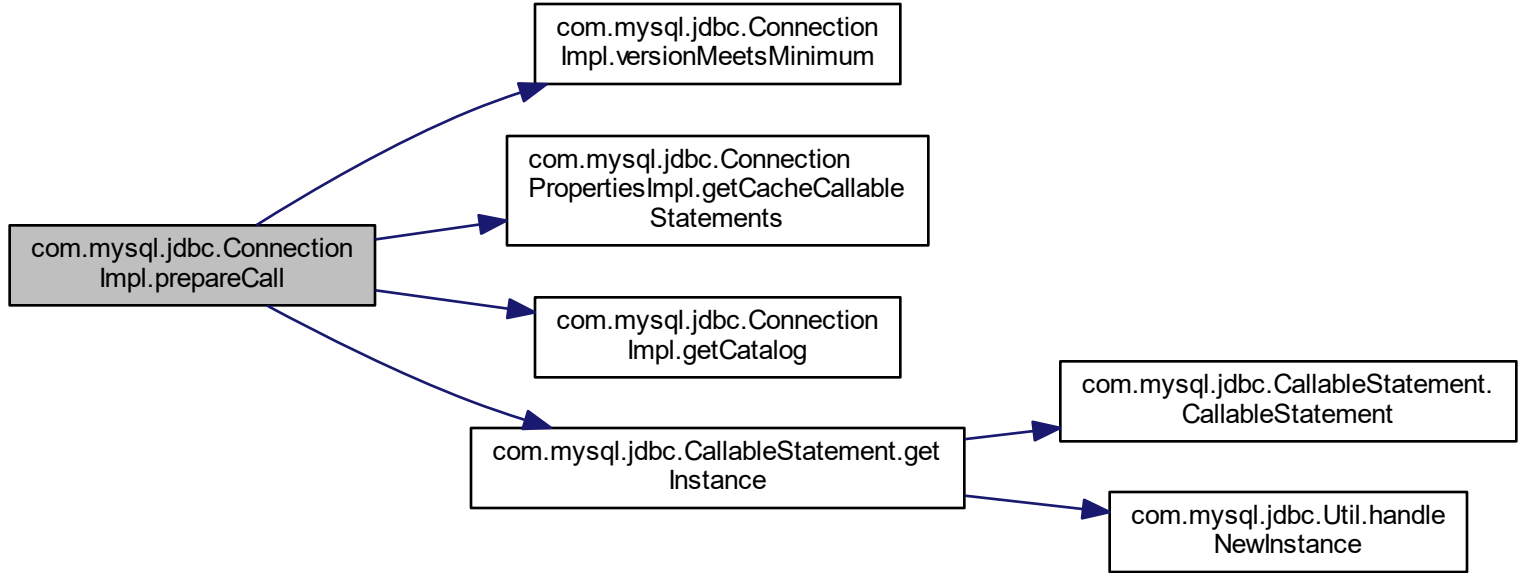 com.mysql.jdbc.Connection
Impl.prepareCall
com.mysql.jdbc.Connection
Impl.versionMeetsMinimum
com.mysql.jdbc.Connection
PropertiesImpl.getCacheCallable
Statements
com.mysql.jdbc.Connection
Impl.getCatalog
com.mysql.jdbc.CallableStatement.get
Instance
com.mysql.jdbc.CallableStatement.
CallableStatement
com.mysql.jdbc.Util.handle
NewInstance